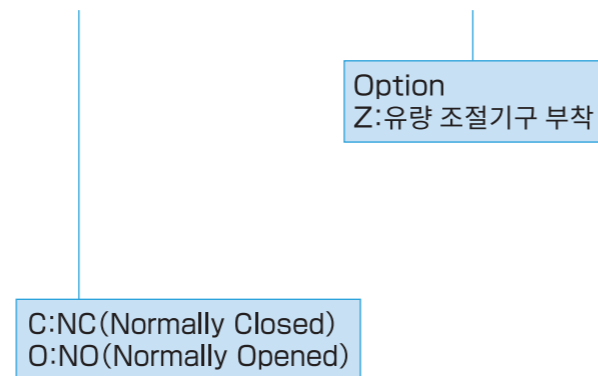 Option
Z:유량 조절기구 부착
C:NC(Normally Closed)
O:NO(Normally Opened)